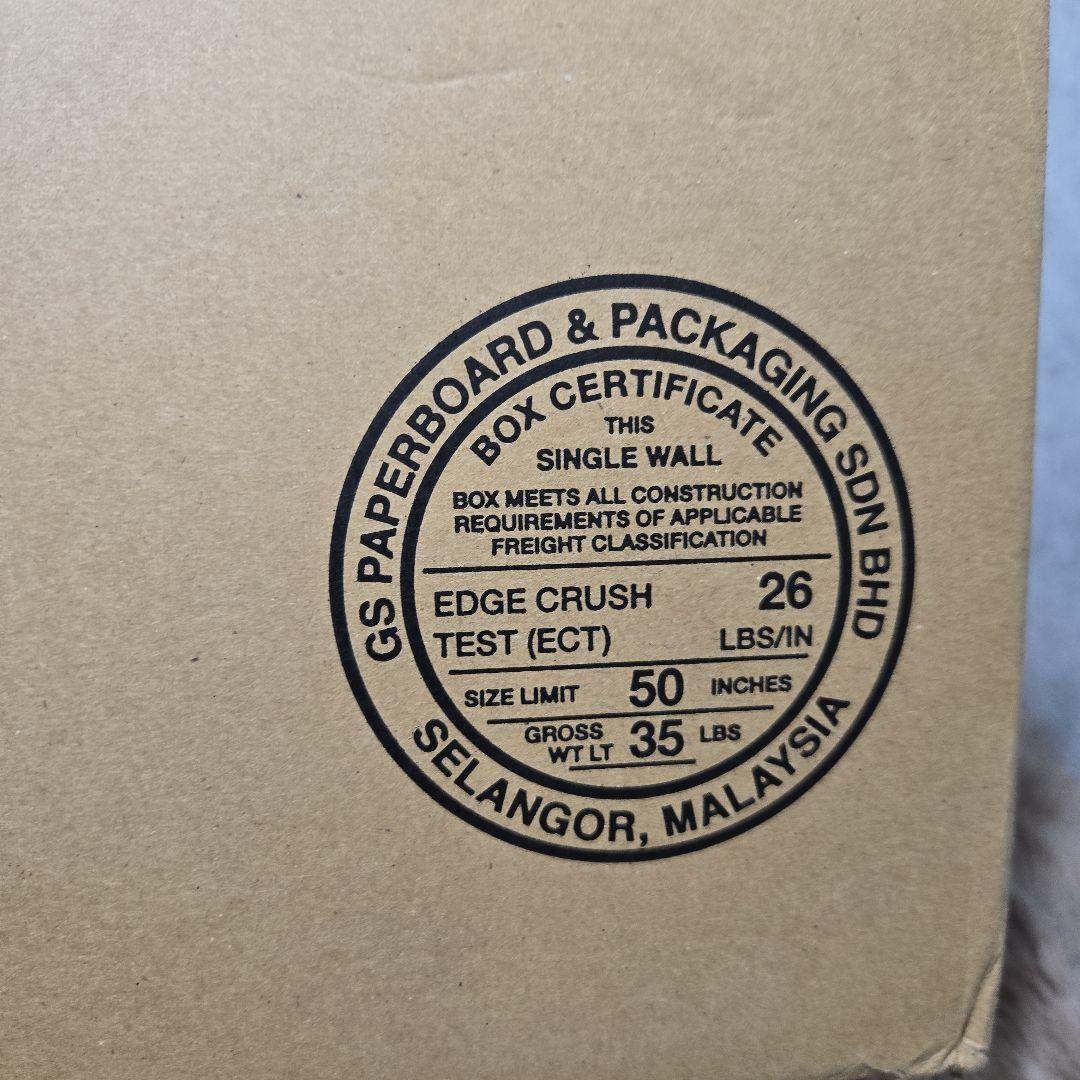 GS PAPERBOARD & PACKAGING SDN BHD
BOX CERTIFICATE
THIS
SINGLE WALL
BOX MEETS ALL CONSTRUCTION
REQUIREMENTS OF APPLICABLE
FREIGHT CLASSIFICATION
EDGE CRUSH 26
TEST (ECT) LBS/IN
SIZE LIMIT 50 INCHES
GROSS
WT LT 35 LBS
SELANGOR, MALAYSIA